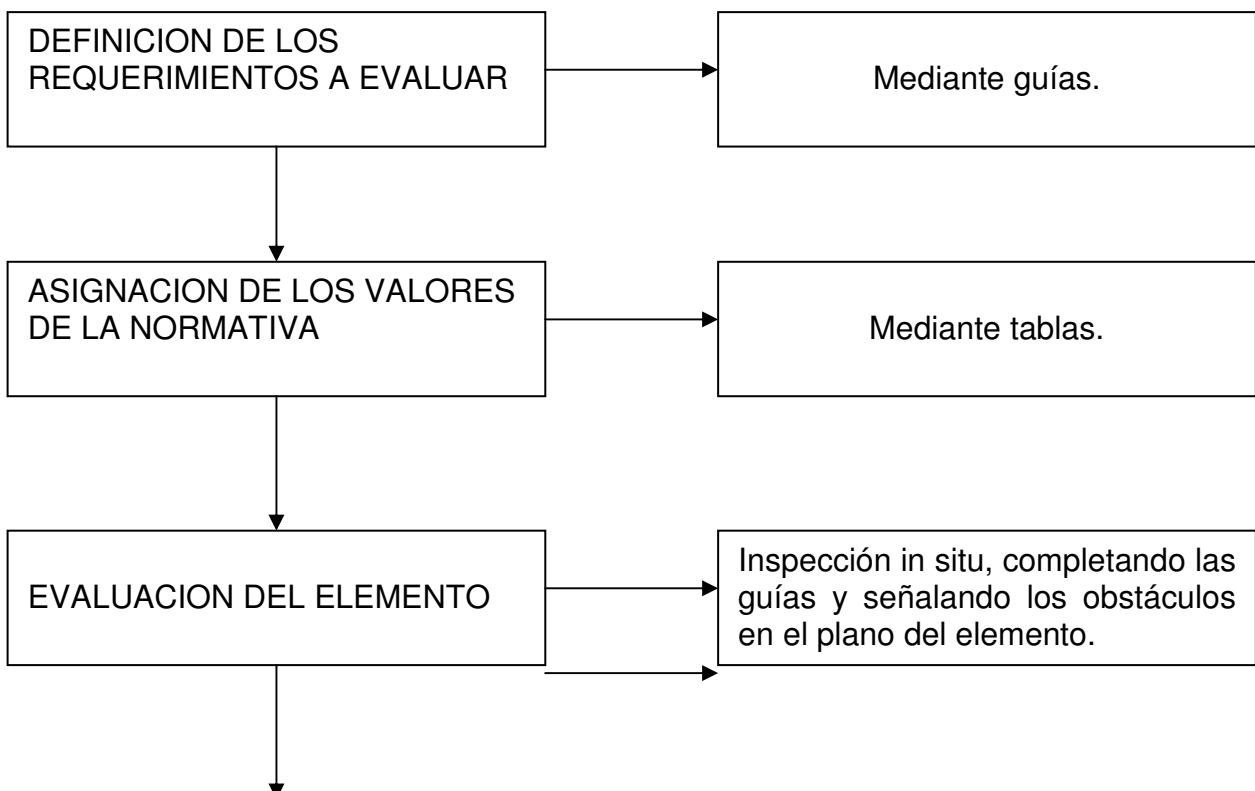 DEFINICION DE LOS
REQUERIMIENTOS A EVALUAR
Mediante guías.
ASIGNACION DE LOS VALORES
DE LA NORMATIVA
Mediante tablas.
EVALUACION DEL ELEMENTO
Inspección in situ, completando las
guías y señalando los obstáculos
en el plano del elemento.